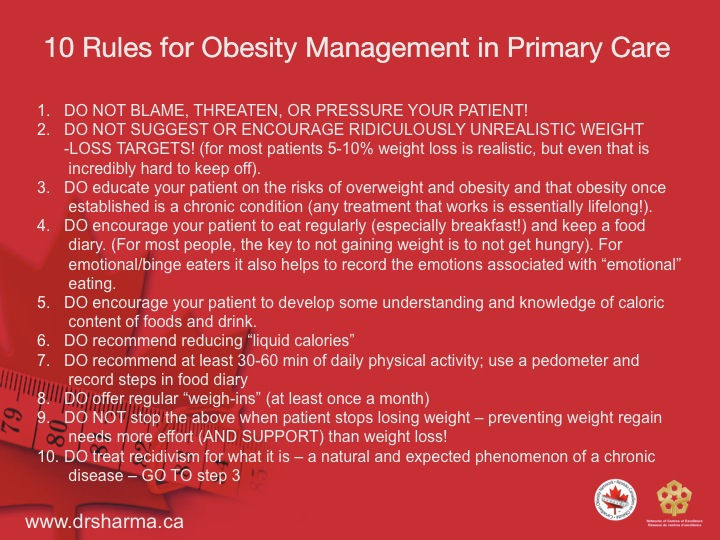 10 Rules for Obesity Management in Primary Care
1. DO NOT BLAME, THREATEN, OR PRESSURE YOUR PATIENT!
2. DO NOT SUGGEST OR ENCOURAGE RIDICULOUSLY UNREALISTIC WEIGHT
-LOSS TARGETS! (for most patients 5-10% weight loss is realistic, but even that is
incredibly hard to keep off).
3. DO educate your patient on the risks of overweight and obesity and that obesity once
established is a chronic condition (any treatment that works is essentially lifelong!).
4. DO encourage your patient to eat regularly (especially breakfast!) and keep a food
diary. (For most people, the key to not gaining weight is to not get hungry). For
emotional/binge eaters it also helps to record the emotions associated with “emotional”
eating.
5. DO encourage your patient to develop some understanding and knowledge of caloric
content of foods and drink.
6. DO recommend reducing “liquid calories”
7. DO recommend at least 30-60 min of daily physical activity; use a pedometer and
record steps in food diary
8. DO offer regular “weigh-ins” (at least once a month)
9. DO NOT stop the above when patient stops losing weight – preventing weight regain
needs more effort (AND SUPPORT) than weight loss!
10. DO treat recidivism for what it is – a natural and expected phenomenon of a chronic
disease – GO TO step 3
79
80
www.drsharma.ca
Networks of Centres of Excellence
Réseaux de centres d'excellence